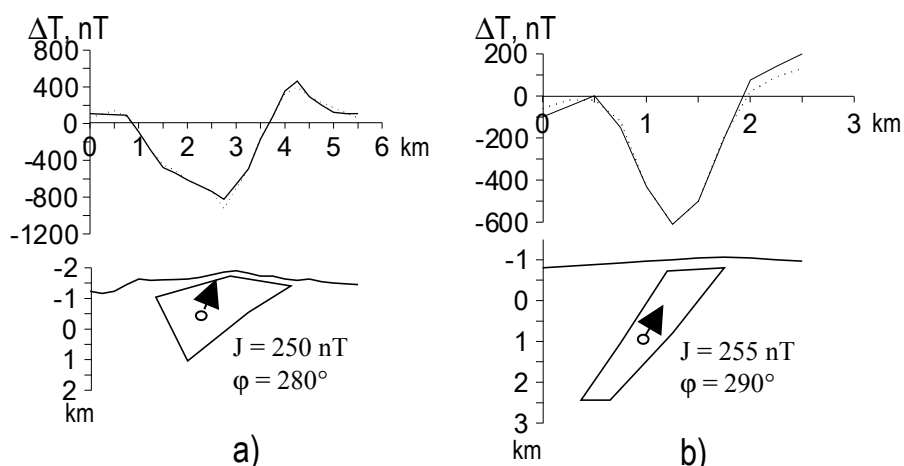 ΔT, nT
800
400
0
-400
-800
-1200
0 1 2 3 4 5 6
km
-2
-1
0
1
2
km
J = 250 nT
φ = 280°
a)
ΔT, nT
200
0
-200
-400
-600
0 1 2 3
km
-1
0
1
2
3
km
J = 255 nT
φ = 290°
b)